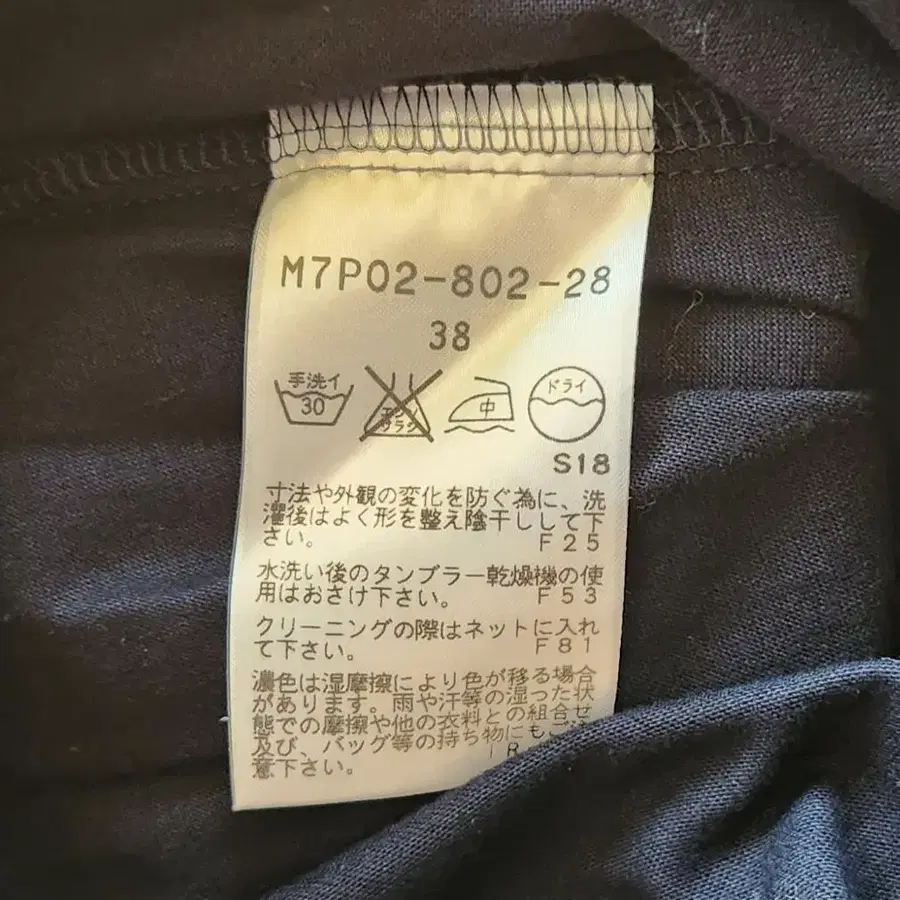 M7P02-802-28
38
手洗イ
30
エンソ
サラシ
中
ドライ
S18
寸法や外観の変化を防ぐ為に、洗
濯後はよく形を整え陰干しして下
さい。 F25
水洗い後のタンブラー乾燥機の使
用はおさけ下さい。 F53
クリーニングの際はネットに入れ
て下さい。 F81
濃色は湿摩擦により色が移る場合
があります。雨や汗等の湿った状
態での摩擦や他の衣料との組合せ
及び、バッグ等の持ち物にもご
意下さい。